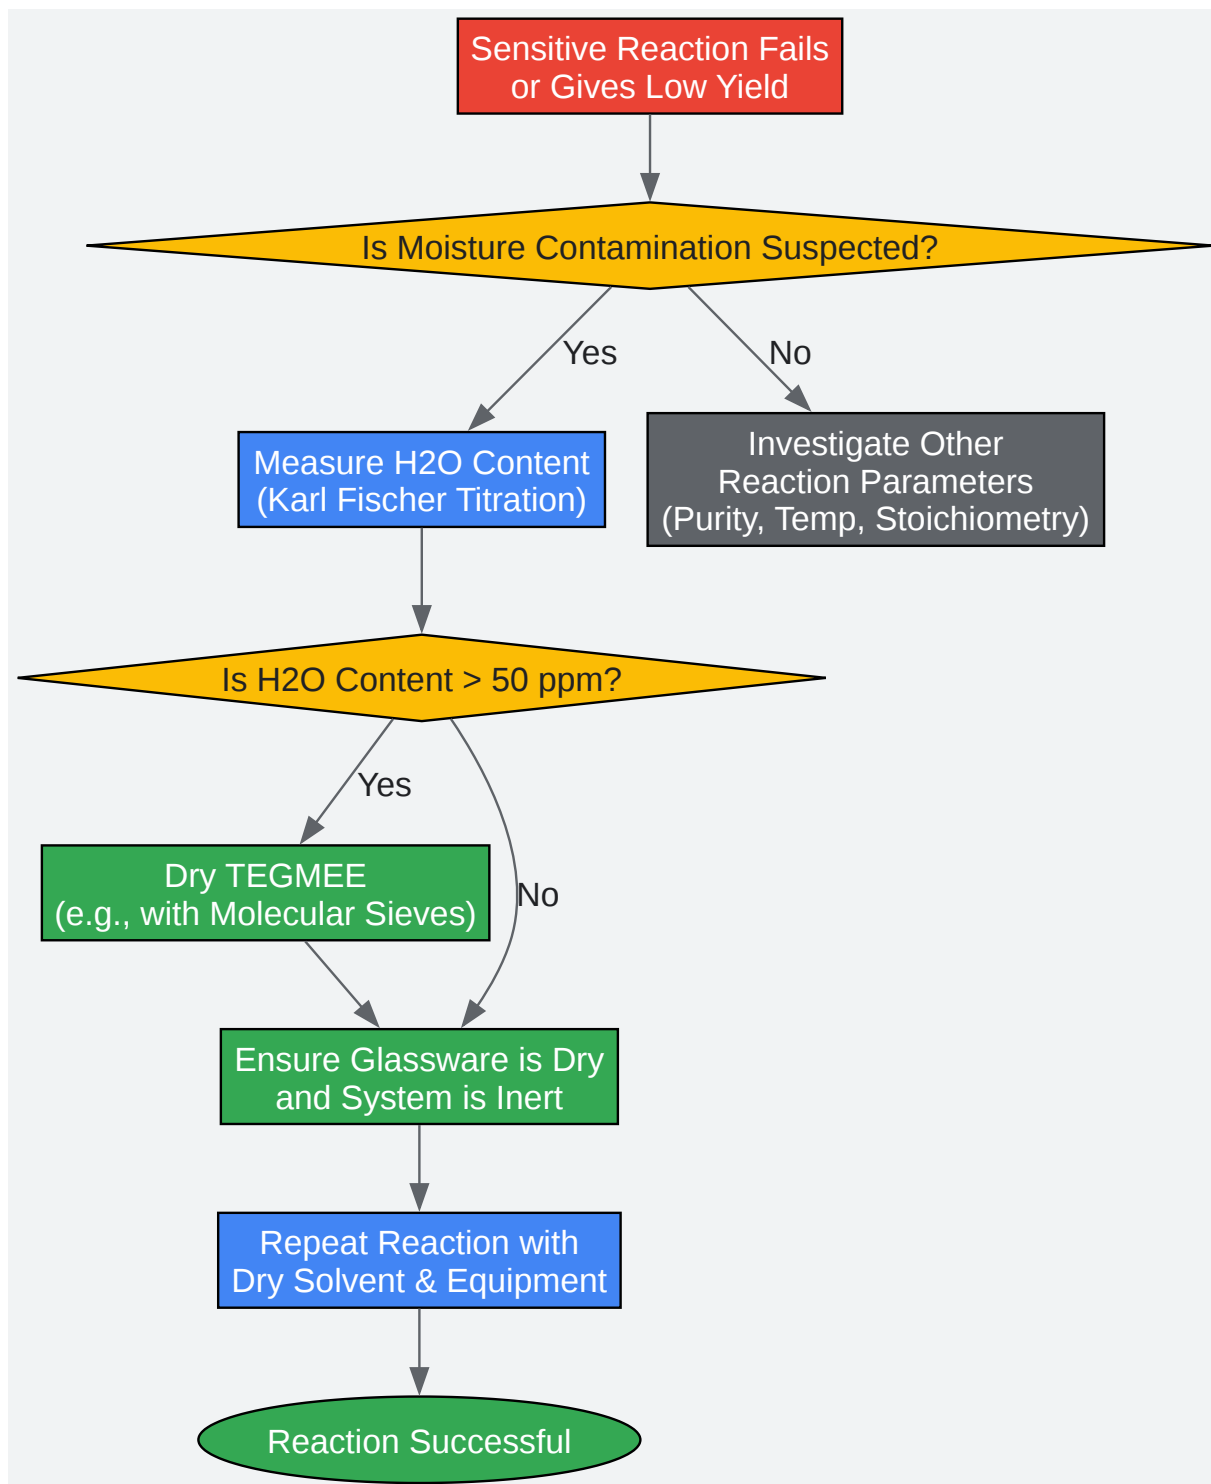 Sensitive Reaction Fails
or Gives Low Yield
Is Moisture Contamination Suspected?
Yes
No
Measure H2O Content
(Karl Fischer Titration)
Investigate Other
Reaction Parameters
(Purity, Temp, Stoichiometry)
Is H2O Content > 50 ppm?
Yes
Dry TEGMEE
(e.g., with Molecular Sieves)
No
Ensure Glassware is Dry
and System is Inert
Repeat Reaction with
Dry Solvent & Equipment
Reaction Successful